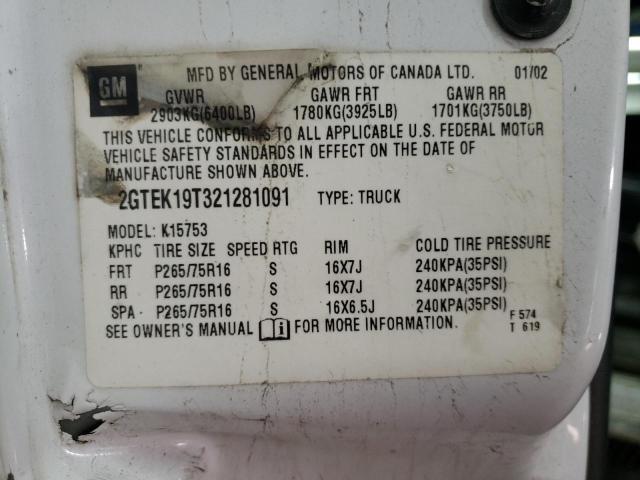 GM MFD BY GENERAL MOTORS OF CANADA LTD. 01/02
GVWR GAWR FRT GAWR RR
2903KG(6400LB) 1780KG(3925LB) 1701KG(3750LB)
THIS VEHICLE CONFORMS TO ALL APPLICABLE U.S. FEDERAL MOTOR
VEHICLE SAFETY STANDARDS IN EFFECT ON THE DATE OF
MANUFACTURE SHOWN ABOVE.
2GTEK19T321281091 TYPE: TRUCK
MODEL: K15753
KPHC TIRE SIZE SPEED RTG RIM COLD TIRE PRESSURE
FRT P265/75R16 S 16X7J 240KPA(35PSI)
RR P265/75R16 S 16X7J 240KPA(35PSI)
SPA P265/75R16 S 16X6.5J 240KPA(35PSI)
SEE OWNER'S MANUAL FOR MORE INFORMATION.
F 574
T 619